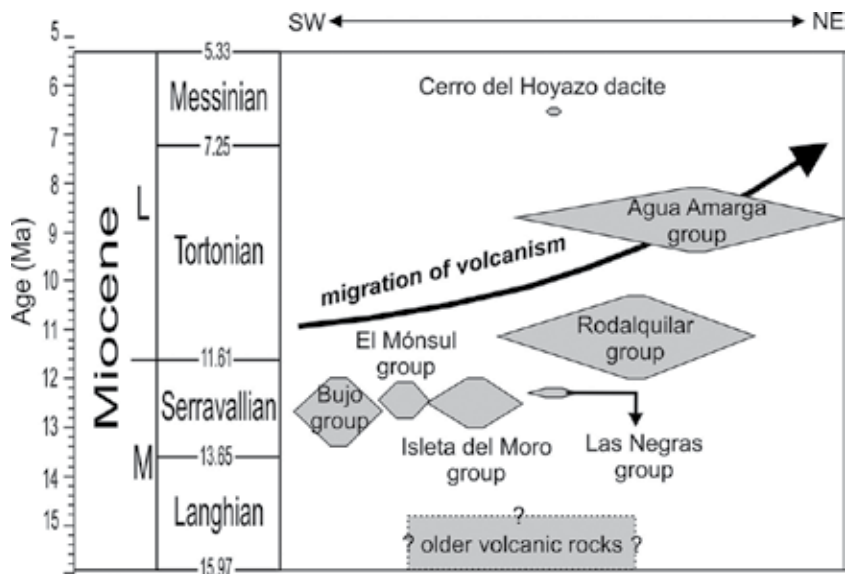 SW NE
5
6
7
8
9
10
11
12
13
14
15
Age (Ma)
Miocene
L
M
5.33
Messinian
7.25
Tortonian
11.61
Serravallian
13.65
Langhian
15.97
Cerro del Hoyazo dacite
Agua Amarga
group
migration of volcanism
Rodalquilar
group
El Mónsul
group
Bujo
group
Isleta del Moro
group
Las Negras
group
?
? older volcanic rocks ?